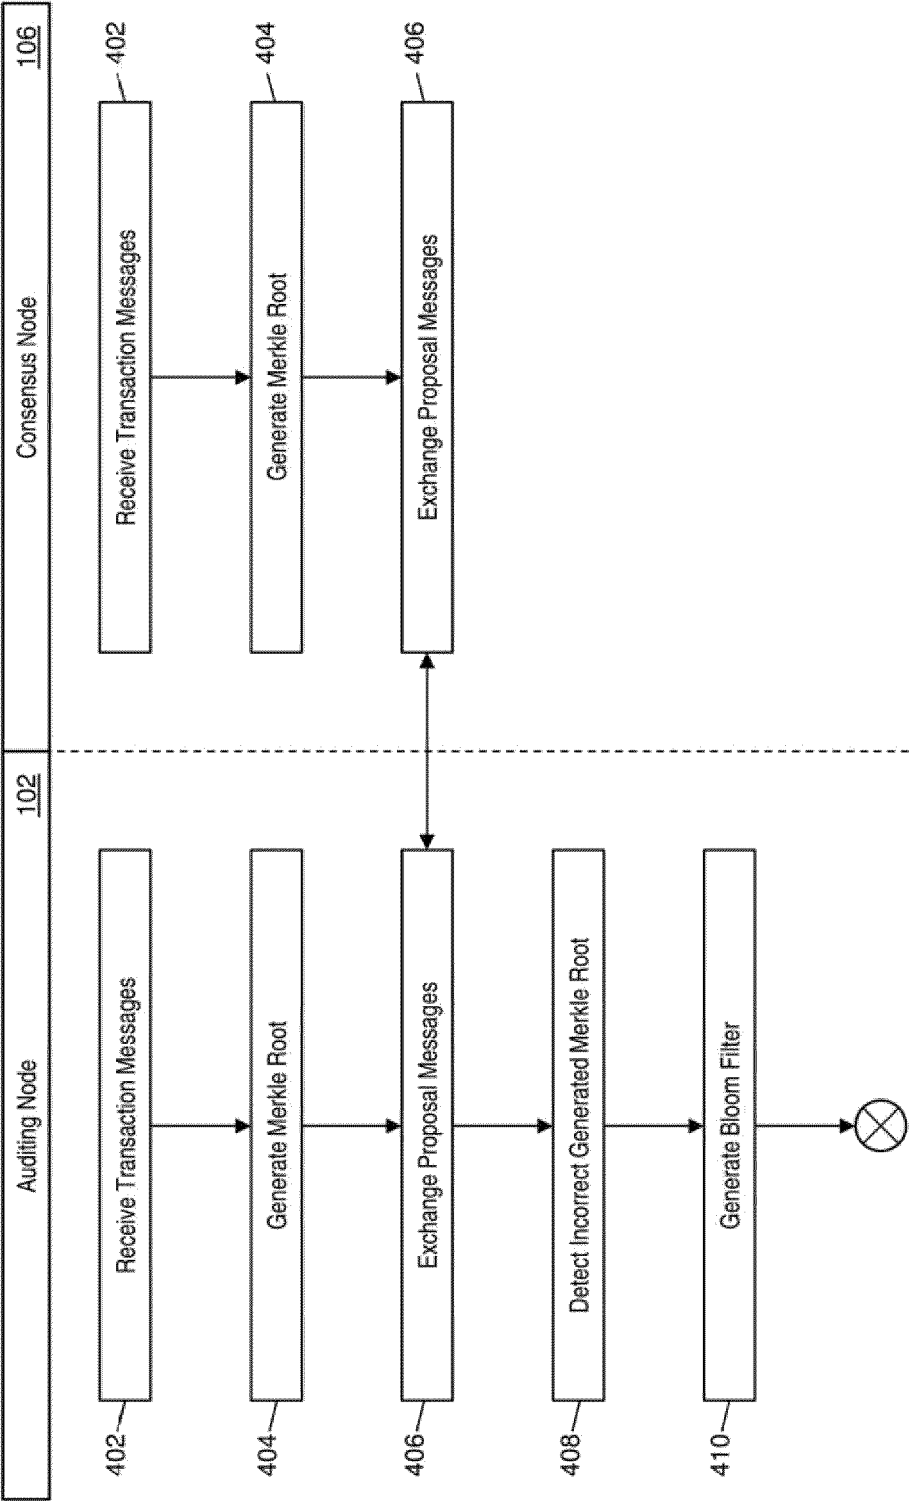 Auditing Node
102
Consensus Node
106
402
Receive Transaction Messages
Receive Transaction Messages
402
404
Generate Merkle Root
Generate Merkle Root
404
406
Exchange Proposal Messages
Exchange Proposal Messages
406
408
Detect Incorrect Generated Merkle Root
410
Generate Bloom Filter